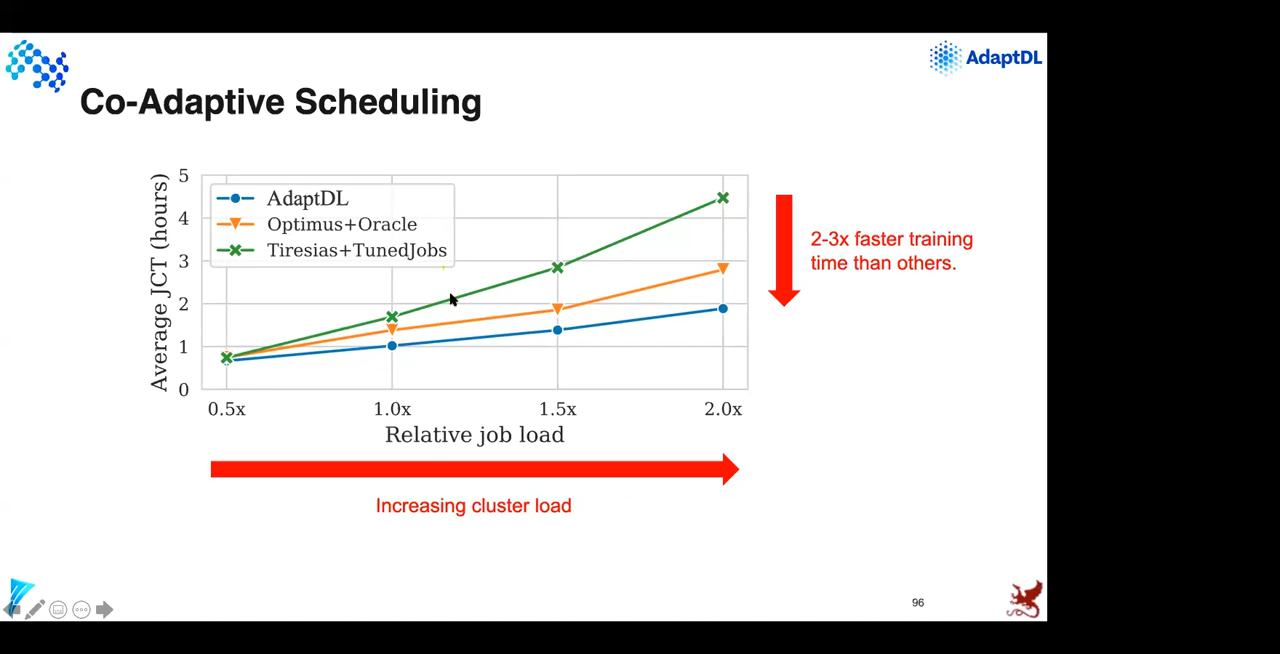 AdaptDL
Co-Adaptive Scheduling
Average JCT (hours)
5
4
3
2
1
0
AdaptDL
Optimus+Oracle
Tiresias+TunedJobs
0.5x
1.0x
1.5x
2.0x
Relative job load
2-3x faster training
time than others.
Increasing cluster load
96